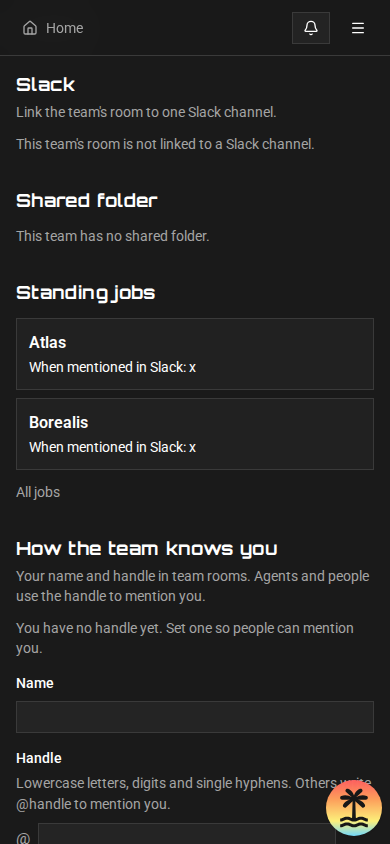 Home
Slack
Link the team's room to one Slack channel.
This team's room is not linked to a Slack channel.
Shared folder
This team has no shared folder.
Standing jobs
Atlas
When mentioned in Slack: x
Borealis
When mentioned in Slack: x
All jobs
How the team knows you
Your name and handle in team rooms. Agents and people
use the handle to mention you.
You have no handle yet. Set one so people can mention
you.
Name
Handle
Lowercase letters, digits and single hyphens. Others write
@handle to mention you.
@